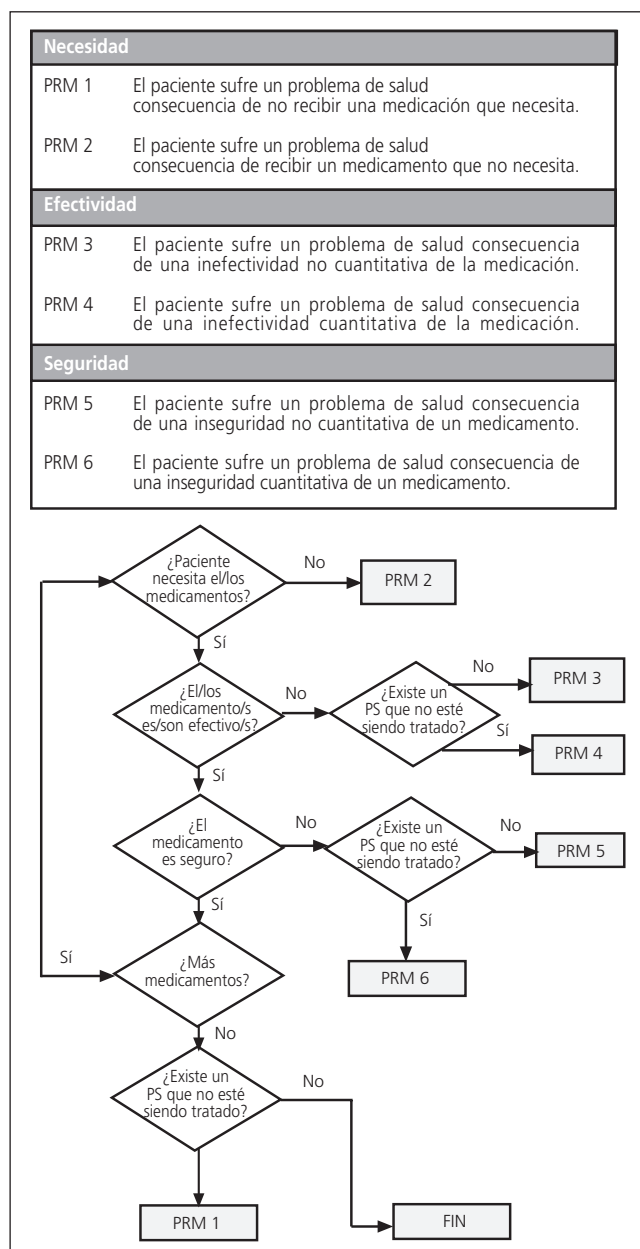 Necesidad
PRM 1 El paciente sufre un problema de salud
consecuencia de no recibir una medicación que necesita.
PRM 2 El paciente sufre un problema de salud
consecuencia de recibir un medicamento que no necesita.
Efectividad
PRM 3 El paciente sufre un problema de salud consecuencia
de una inefectividad no cuantitativa de la medicación.
PRM 4 El paciente sufre un problema de salud consecuencia
de una inefectividad cuantitativa de la medicación.
Seguridad
PRM 5 El paciente sufre un problema de salud consecuencia
de una inseguridad no cuantitativa de un medicamento.
PRM 6 El paciente sufre un problema de salud consecuencia de
una inseguridad cuantitativa de un medicamento.
¿Paciente
necesita el/los
medicamentos?
No
PRM 2
Sí
¿El/los
medicamento/s
es/son efectivo/s?
No
¿Existe un
PS que no esté
siendo tratado?
No
PRM 3
Sí
PRM 4
Sí
¿El
medicamento
es seguro?
No
¿Existe un
PS que no esté
siendo tratado?
No
PRM 5
Sí
PRM 6
Sí
¿Más
medicamentos?
Sí
No
¿Existe un
PS que no esté
siendo tratado?
No
PRM 1
FIN